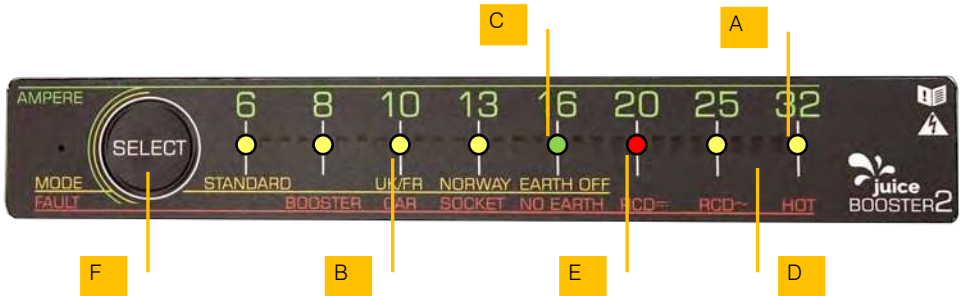 C A
AMPERE 6 8 10 13 16 20 25 32
SELECT
MODE STANDARD UK/FR NORWAY EARTH OFF
FAULT BOOSTER CAR SOCKET NO EARTH RCD⎓ RCD~ HOT
juice
BOOSTER2
F B E D